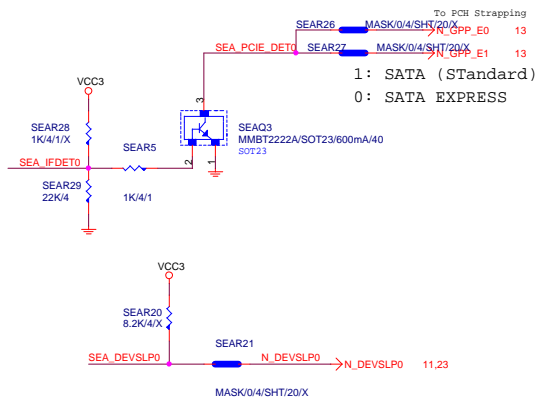 To PCH Strapping
SEAR26 MASK/0/4/SHT/20/X
N_GPP_E0 13
SEA_PCIE_DET0 SEAR27 MASK/0/4/SHT/20/X
N_GPP_E1 13
1: SATA (STandard)
0: SATA EXPRESS
VCC3
3
SEAR28
1K/4/1/X
SEAQ3
MMBT2222A/SOT23/600mA/40
SOT23
SEAR5
SEA_IFDET0
2 1
SEAR29
22K/4
1K/4/1
VCC3
SEAR20
8.2K/4/X
SEAR21
SEA_DEVSLP0 N_DEVSLP0 N_DEVSLP0 11,23
MASK/0/4/SHT/20/X